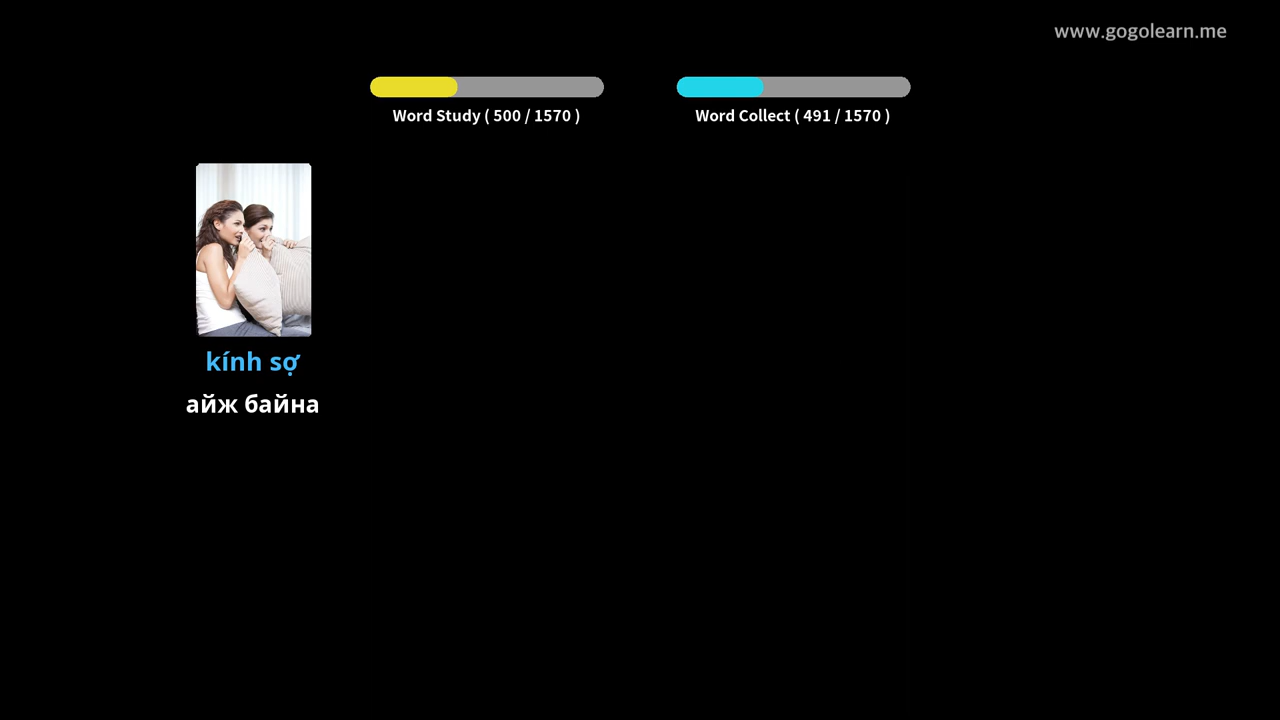 www.gogolearn.me
Word Study ( 500 / 1570 )
Word Collect ( 491 / 1570 )
kính sợ
айж байна